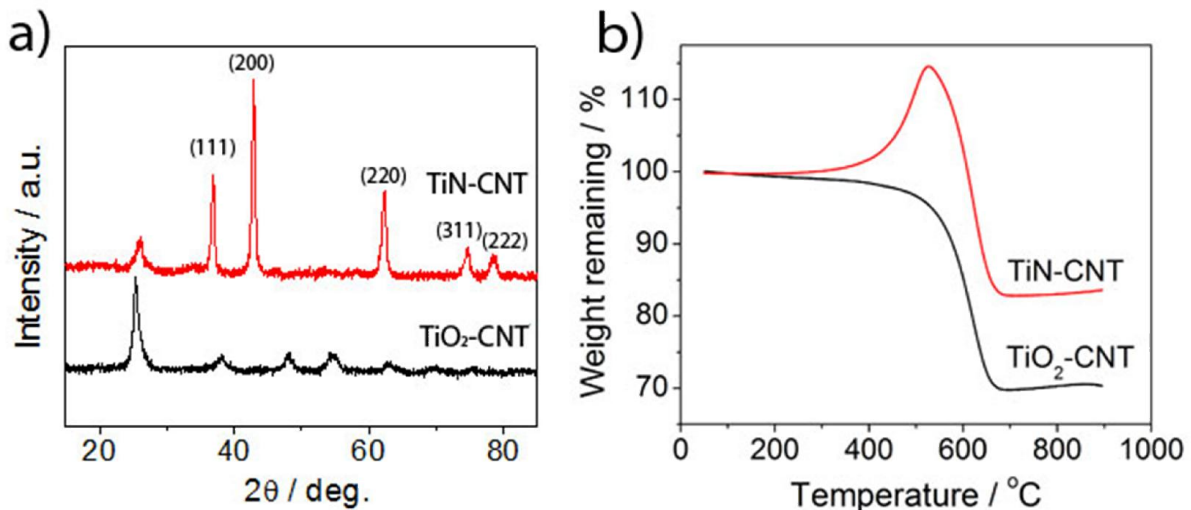 a)
Intensity / a.u.
(111)
(200)
(220)
(311)
(222)
TiN-CNT
TiO₂-CNT
20 40 60 80
2θ / deg.
b)
Weight remaining / %
110
100
90
80
70
TiN-CNT
TiO₂-CNT
0 200 400 600 800 1000
Temperature / °C